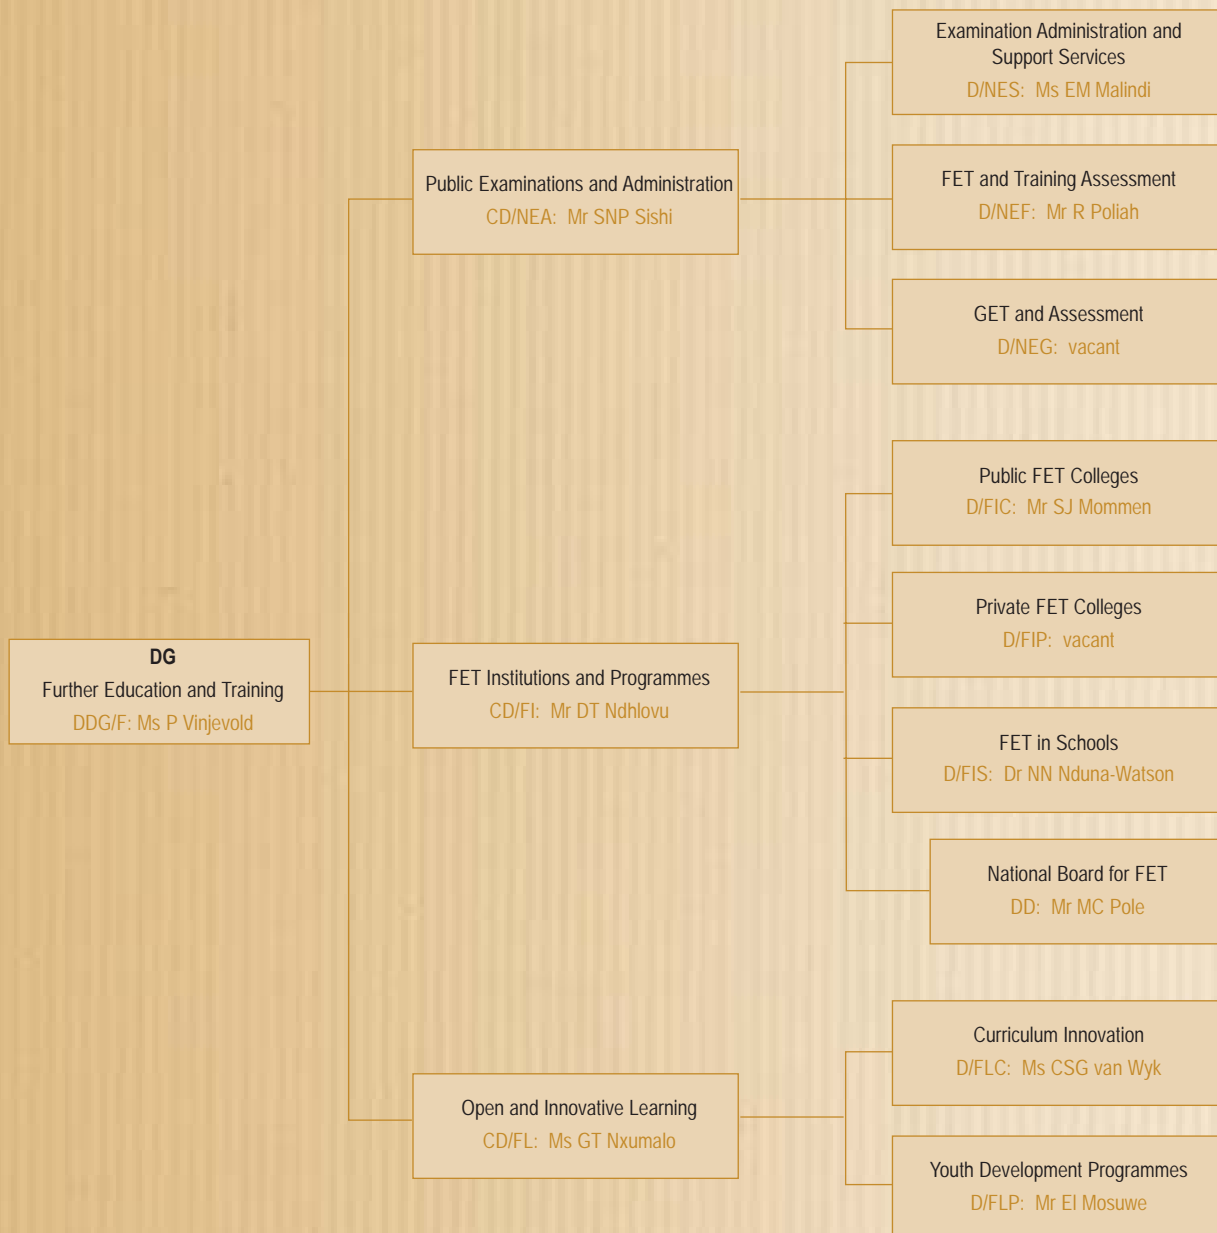 Examination Administration and
Support Services
D/NES: Ms EM Malindi
Public Examinations and Administration
CD/NEA: Mr SNP Sishi
FET and Training Assessment
D/NEF: Mr R Poliah
GET and Assessment
D/NEG: vacant
Public FET Colleges
D/FIC: Mr SJ Mommen
Private FET Colleges
D/FIP: vacant
DG
Further Education and Training
DDG/F: Ms P Vinjevold
FET Institutions and Programmes
CD/FI: Mr DT Ndhlovu
FET in Schools
D/FIS: Dr NN Nduna-Watson
National Board for FET
DD: Mr MC Pole
Curriculum Innovation
D/FLC: Ms CSG van Wyk
Open and Innovative Learning
CD/FL: Ms GT Nxumalo
Youth Development Programmes
D/FLP: Mr EI Mosuwe